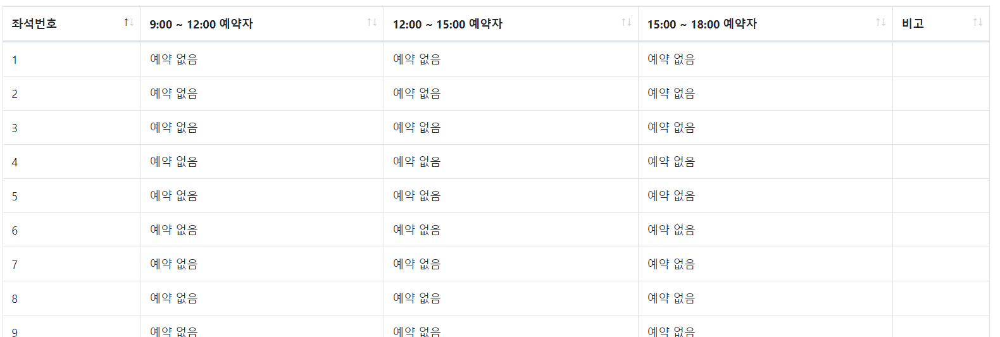 좌석번호 9:00 ~ 12:00 예약자 12:00 ~ 15:00 예약자 15:00 ~ 18:00 예약자 비고
1 예약 없음 예약 없음 예약 없음
2 예약 없음 예약 없음 예약 없음
3 예약 없음 예약 없음 예약 없음
4 예약 없음 예약 없음 예약 없음
5 예약 없음 예약 없음 예약 없음
6 예약 없음 예약 없음 예약 없음
7 예약 없음 예약 없음 예약 없음
8 예약 없음 예약 없음 예약 없음
9 예약 없음 예약 없음 예약 없음